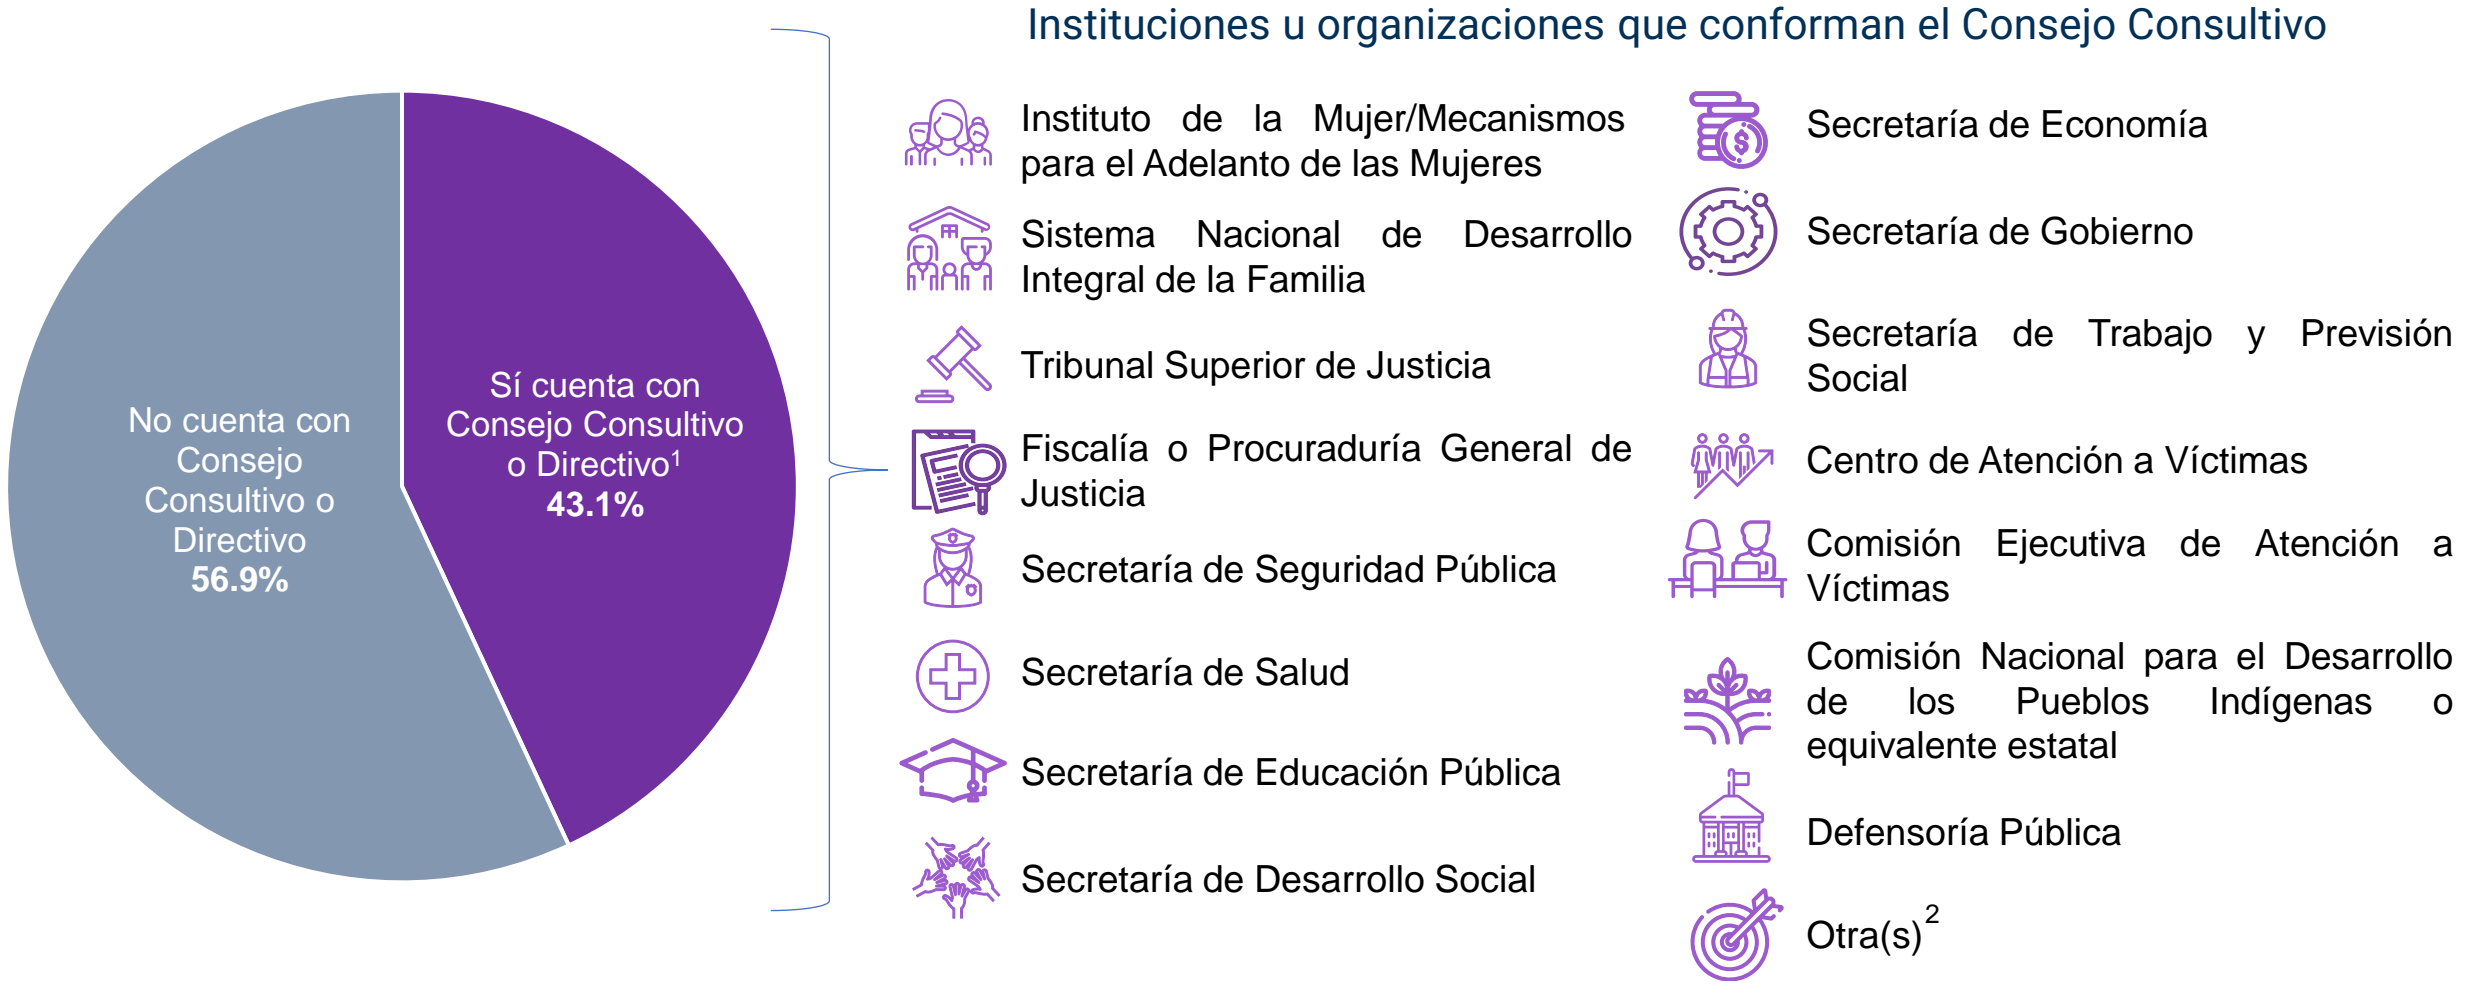 Instituciones u organizaciones que conforman el Consejo Consultivo
No cuenta con
Consejo
Consultivo o
Directivo
56.9%
Sí cuenta con
Consejo Consultivo
o Directivo¹
43.1%
Instituto de la Mujer/Mecanismos
para el Adelanto de las Mujeres
Sistema Nacional de Desarrollo
Integral de la Familia
Tribunal Superior de Justicia
Fiscalía o Procuraduría General de
Justicia
Secretaría de Seguridad Pública
Secretaría de Salud
Secretaría de Educación Pública
Secretaría de Desarrollo Social
Secretaría de Economía
Secretaría de Gobierno
Secretaría de Trabajo y Previsión
Social
Centro de Atención a Víctimas
Comisión Ejecutiva de Atención a
Víctimas
Comisión Nacional para el Desarrollo
de los Pueblos Indígenas o
equivalente estatal
Defensoría Pública
Otra(s)²